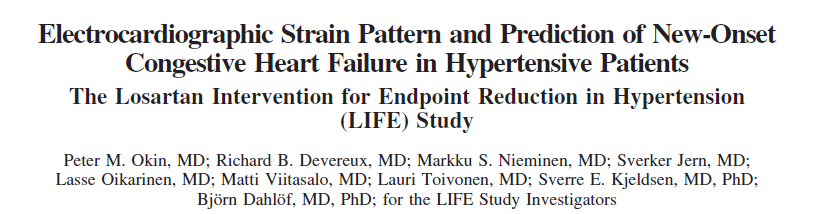 Electrocardiographic Strain Pattern and Prediction of New-Onset
Congestive Heart Failure in Hypertensive Patients
The Losartan Intervention for Endpoint Reduction in Hypertension
(LIFE) Study
Peter M. Okin, MD; Richard B. Devereux, MD; Markku S. Nieminen, MD; Sverker Jern, MD;
Lasse Oikarinen, MD; Matti Viitasalo, MD; Lauri Toivonen, MD; Sverre E. Kjeldsen, MD, PhD;
Björn Dahlöf, MD, PhD; for the LIFE Study Investigators